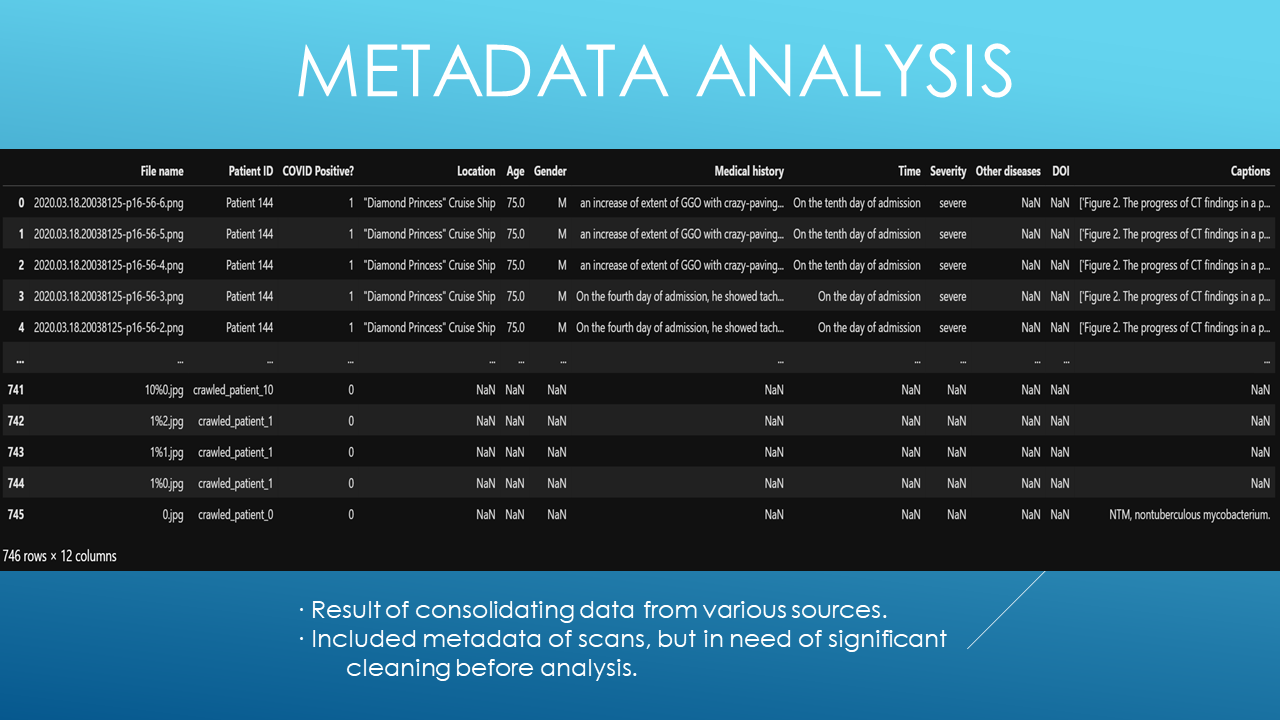 METADATA ANALYSIS
File name Patient ID COVID Positive? Location Age Gender Medical history Time Severity Other diseases DOI Captions
0 2020.03.18.20038125-p16-56-6.png Patient 144 1 "Diamond Princess" Cruise Ship 75.0 M an increase of extent of GGO with crazy-paving... On the tenth day of admission severe NaN NaN ['Figure 2. The progress of CT findings in a p...
1 2020.03.18.20038125-p16-56-5.png Patient 144 1 "Diamond Princess" Cruise Ship 75.0 M an increase of extent of GGO with crazy-paving... On the tenth day of admission severe NaN NaN ['Figure 2. The progress of CT findings in a p...
2 2020.03.18.20038125-p16-56-4.png Patient 144 1 "Diamond Princess" Cruise Ship 75.0 M an increase of extent of GGO with crazy-paving... On the tenth day of admission severe NaN NaN ['Figure 2. The progress of CT findings in a p...
3 2020.03.18.20038125-p16-56-3.png Patient 144 1 "Diamond Princess" Cruise Ship 75.0 M On the fourth day of admission, he showed tach... On the day of admission severe NaN NaN ['Figure 2. The progress of CT findings in a p...
4 2020.03.18.20038125-p16-56-2.png Patient 144 1 "Diamond Princess" Cruise Ship 75.0 M On the fourth day of admission, he showed tach... On the day of admission severe NaN NaN ['Figure 2. The progress of CT findings in a p...
... ... ... ... ... ... ... ... ... ... ... ... ...
741 10%0.jpg crawled_patient_10 0 NaN NaN NaN NaN NaN NaN NaN NaN NaN
742 1%2.jpg crawled_patient_1 0 NaN NaN NaN NaN NaN NaN NaN NaN NaN
743 1%1.jpg crawled_patient_1 0 NaN NaN NaN NaN NaN NaN NaN NaN NaN
744 1%0.jpg crawled_patient_1 0 NaN NaN NaN NaN NaN NaN NaN NaN NaN
745 0.jpg crawled_patient_0 0 NaN NaN NaN NaN NaN NaN NaN NaN NTM, nontuberculous mycobacterium.
746 rows × 12 columns
· Result of consolidating data from various sources.
· Included metadata of scans, but in need of significant
cleaning before analysis.